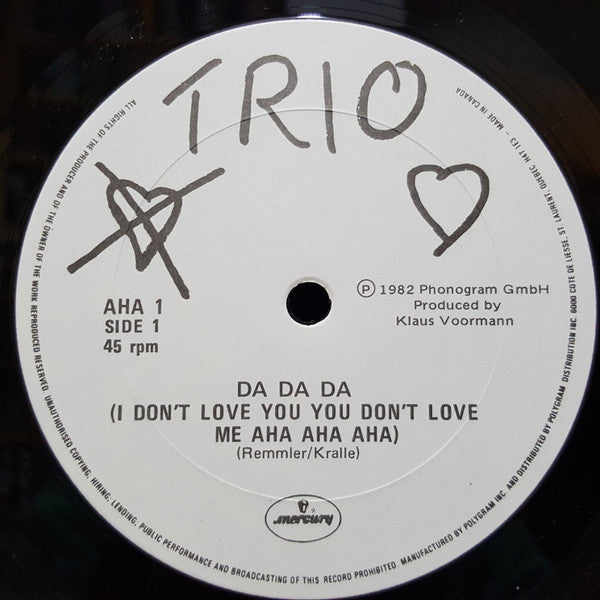 TRIO
AHA 1
SIDE 1
45 rpm
℗ 1982 Phonogram GmbH
Produced by
Klaus Voormann
DA DA DA
(I DON'T LOVE YOU YOU DON'T LOVE
ME AHA AHA AHA)
(Remmler/Kralle)
mercury
ALL RIGHTS OF THE PRODUCER AND OF THE OWNER OF THE WORK REPRODUCED RESERVED. UNAUTHORISED COPYING, HIRING, LENDING, PUBLIC PERFORMANCE AND BROADCASTING OF THIS RECORD PROHIBITED. MANUFACTURED BY POLYGRAM INC. AND DISTRIBUTED BY POLYGRAM DISTRIBUTION INC. 6000 COTE DE LIESSE, ST. LAURENT, QUEBEC H4T 1E3 – MADE IN CANADA